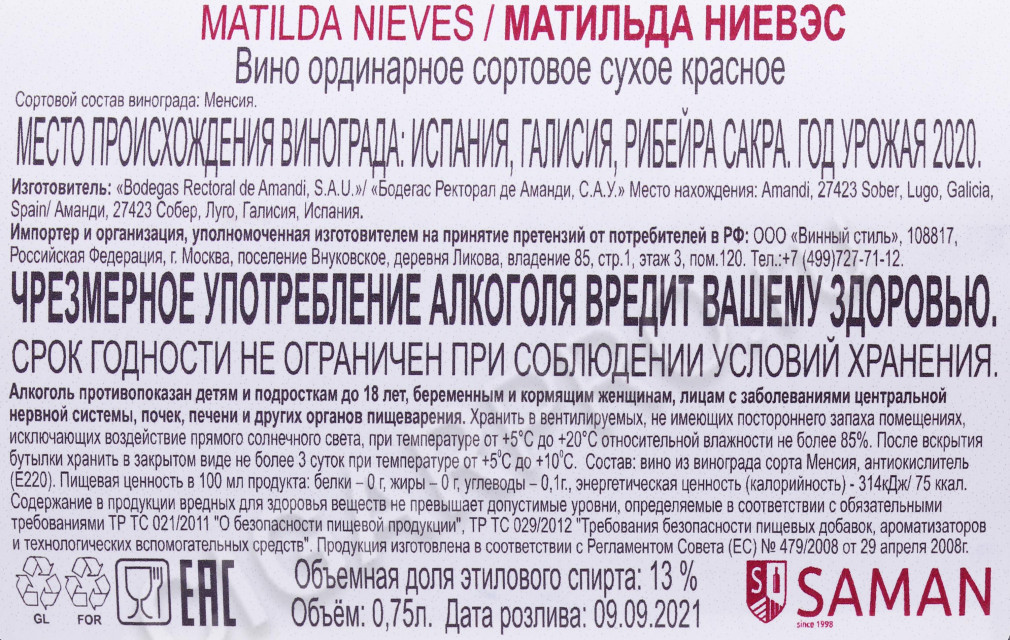 MATILDA NIEVES / МАТИЛЬДА НИЕВЭС
Вино ординарное сортовое сухое красное
Сортовой состав винограда: Менсия.
МЕСТО ПРОИСХОЖДЕНИЯ ВИНОГРАДА: ИСПАНИЯ, ГАЛИСИЯ, РИБЕЙРА САКРА. ГОД УРОЖАЯ 2020.
Изготовитель: «Bodegas Rectoral de Amandi, S.A.U.»/ «Бодегас Ректорал де Аманди, С.А.У.» Место нахождения: Amandi, 27423 Sober, Lugo, Galicia,
Spain/ Аманди, 27423 Собер, Луго, Галисия, Испания.
Импортер и организация, уполномоченная изготовителем на принятие претензий от потребителей в РФ: ООО «Винный стиль», 108817,
Российская Федерация, г. Москва, поселение Внуковское, деревня Ликова, владение 85, стр.1, этаж 3, пом.120. Тел.:+7 (499)727-71-12.
ЧРЕЗМЕРНОЕ УПОТРЕБЛЕНИЕ АЛКОГОЛЯ ВРЕДИТ ВАШЕМУ ЗДОРОВЬЮ.
СРОК ГОДНОСТИ НЕ ОГРАНИЧЕН ПРИ СОБЛЮДЕНИИ УСЛОВИЙ ХРАНЕНИЯ.
Алкоголь противопоказан детям и подросткам до 18 лет, беременным и кормящим женщинам, лицам с заболеваниями центральной
нервной системы, почек, печени и других органов пищеварения. Хранить в вентилируемых, не имеющих постороннего запаха помещениях,
исключающих воздействие прямого солнечного света, при температуре от +5°С до +20°С относительной влажности не более 85%. После вскрытия
бутылки хранить в закрытом виде не более 3 суток при температуре от +5°С до +10°С. Состав: вино из винограда сорта Менсия, антиокислитель
(Е220). Пищевая ценность в 100 мл продукта: белки – 0 г, жиры – 0 г, углеводы – 0,1г., энергетическая ценность (калорийность) - 314кДж/ 75 ккал.
Содержание в продукции вредных для здоровья веществ не превышает допустимые уровни, определяемые в соответствии с обязательными
требованиями ТР ТС 021/2011 "О безопасности пищевой продукции", ТР ТС 029/2012 "Требования безопасности пищевых добавок, ароматизаторов
и технологических вспомогательных средств". Продукция изготовлена в соответствии с Регламентом Совета (ЕС) № 479/2008 от 29 апреля 2008г.
GL FOR EAC
Объемная доля этилового спирта: 13 %
Объём: 0,75л. Дата розлива: 09.09.2021
SAMAN
since 1998